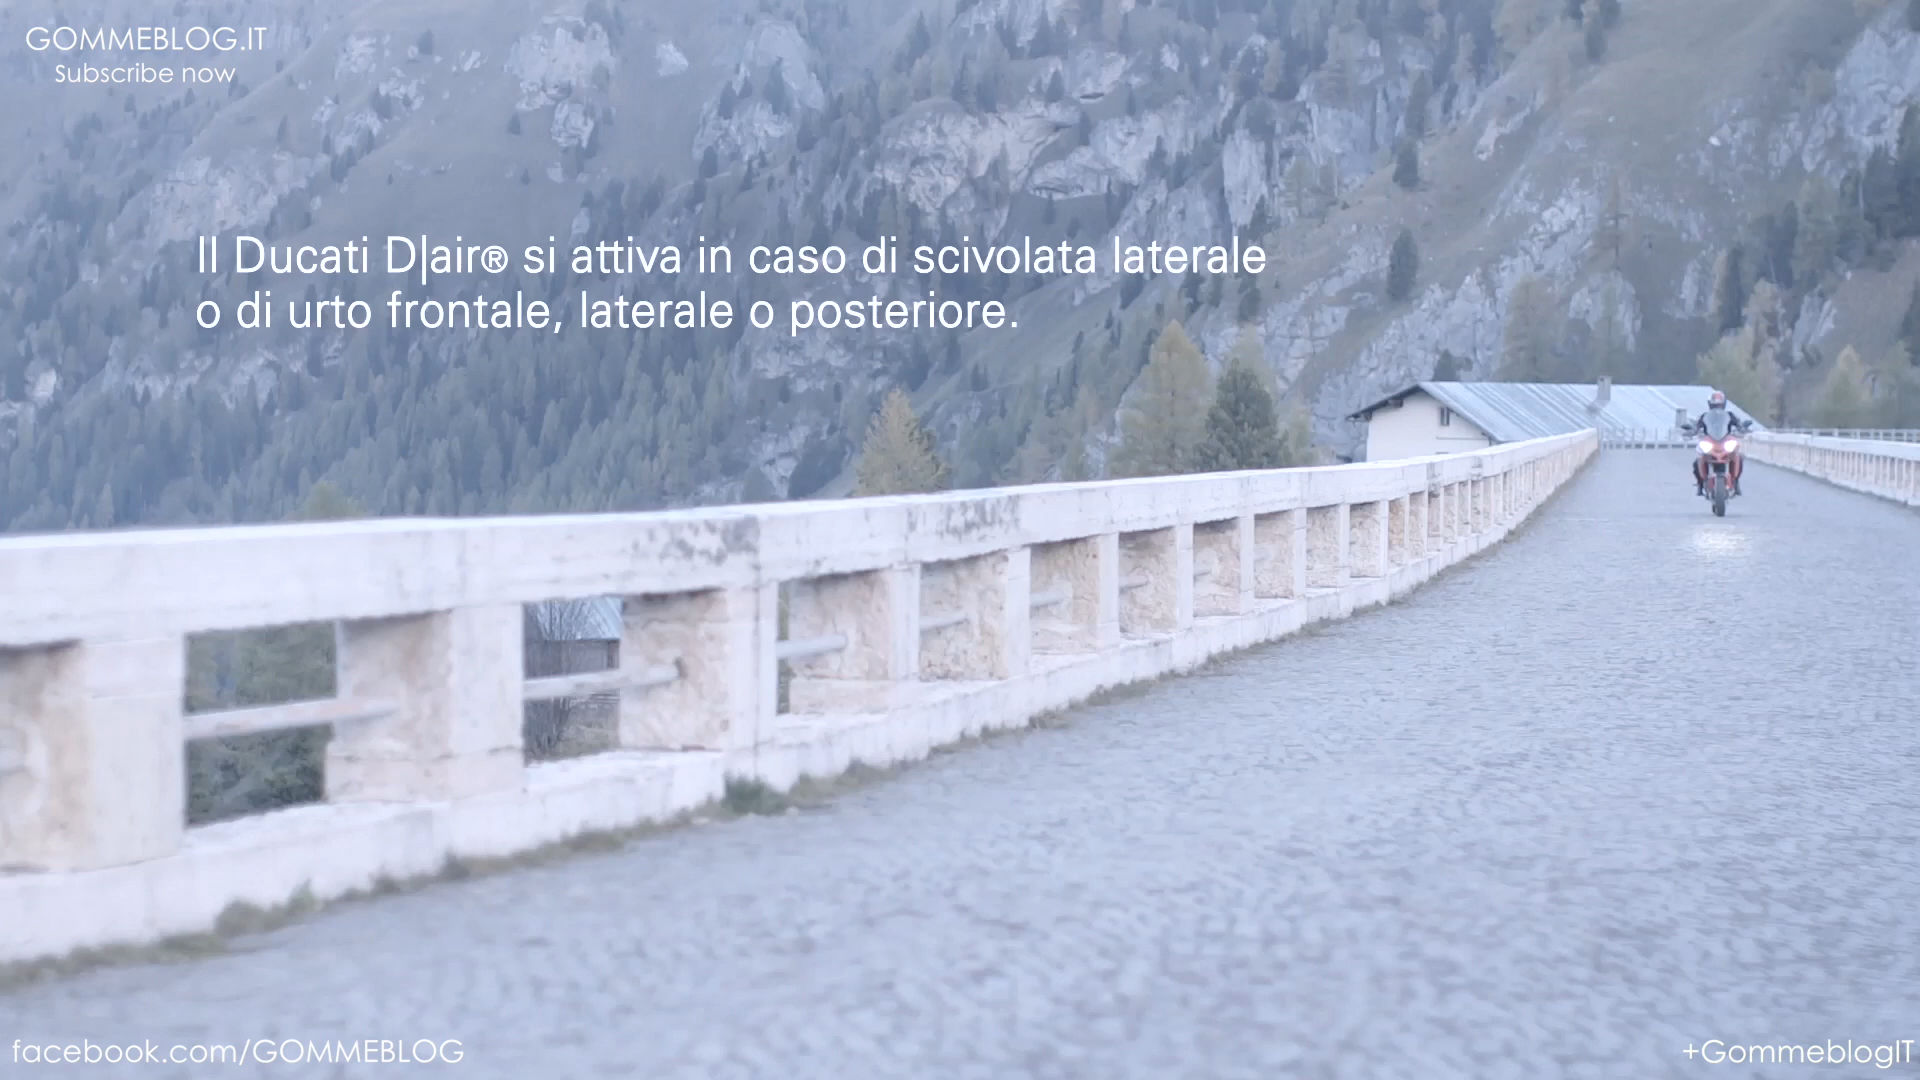 GOMMEBLOG.IT
Subscribe now
Il Ducati D|air® si attiva in caso di scivolata laterale
o di urto frontale, laterale o posteriore.
facebook.com/GOMMEBLOG
+GommeblogIT